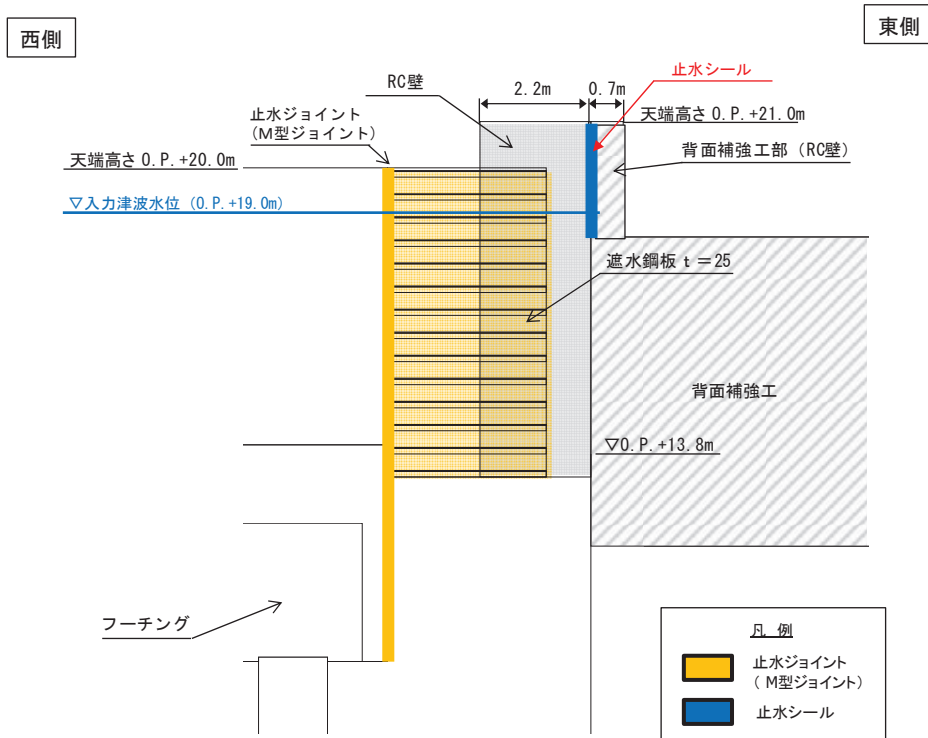 西側
東側
止水シール
RC壁
2.2m
0.7m
止水ジョイント
(M型ジョイント)
天端高さ O.P.+21.0m
天端高さ O.P.+20.0m
背面補強工部(RC壁)
▽入力津波水位(O.P.+19.0m)
遮水鋼板 t=25
背面補強工
▽O.P.+13.8m
フーチング
凡 例
止水ジョイント
( M型ジョイント)
止水シール